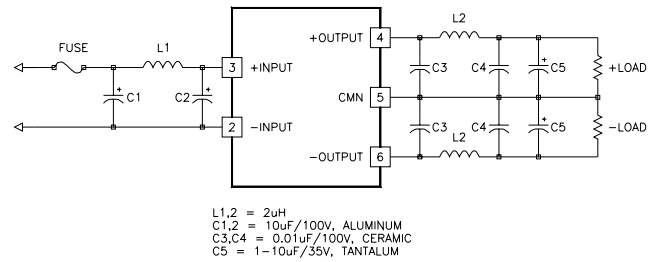 FUSE
L1
L2
+OUTPUT 4
3 +INPUT
C1
C2
C3
C4
C5
+LOAD
CMN 5
2 -INPUT
C3
C4
C5
-LOAD
-OUTPUT 6
L2
L1,2 = 2uH
C1,2 = 10uF/100V, ALUMINUM
C3,C4 = 0.01uF/100V, CERAMIC
C5 = 1-10uF/35V, TANTALUM